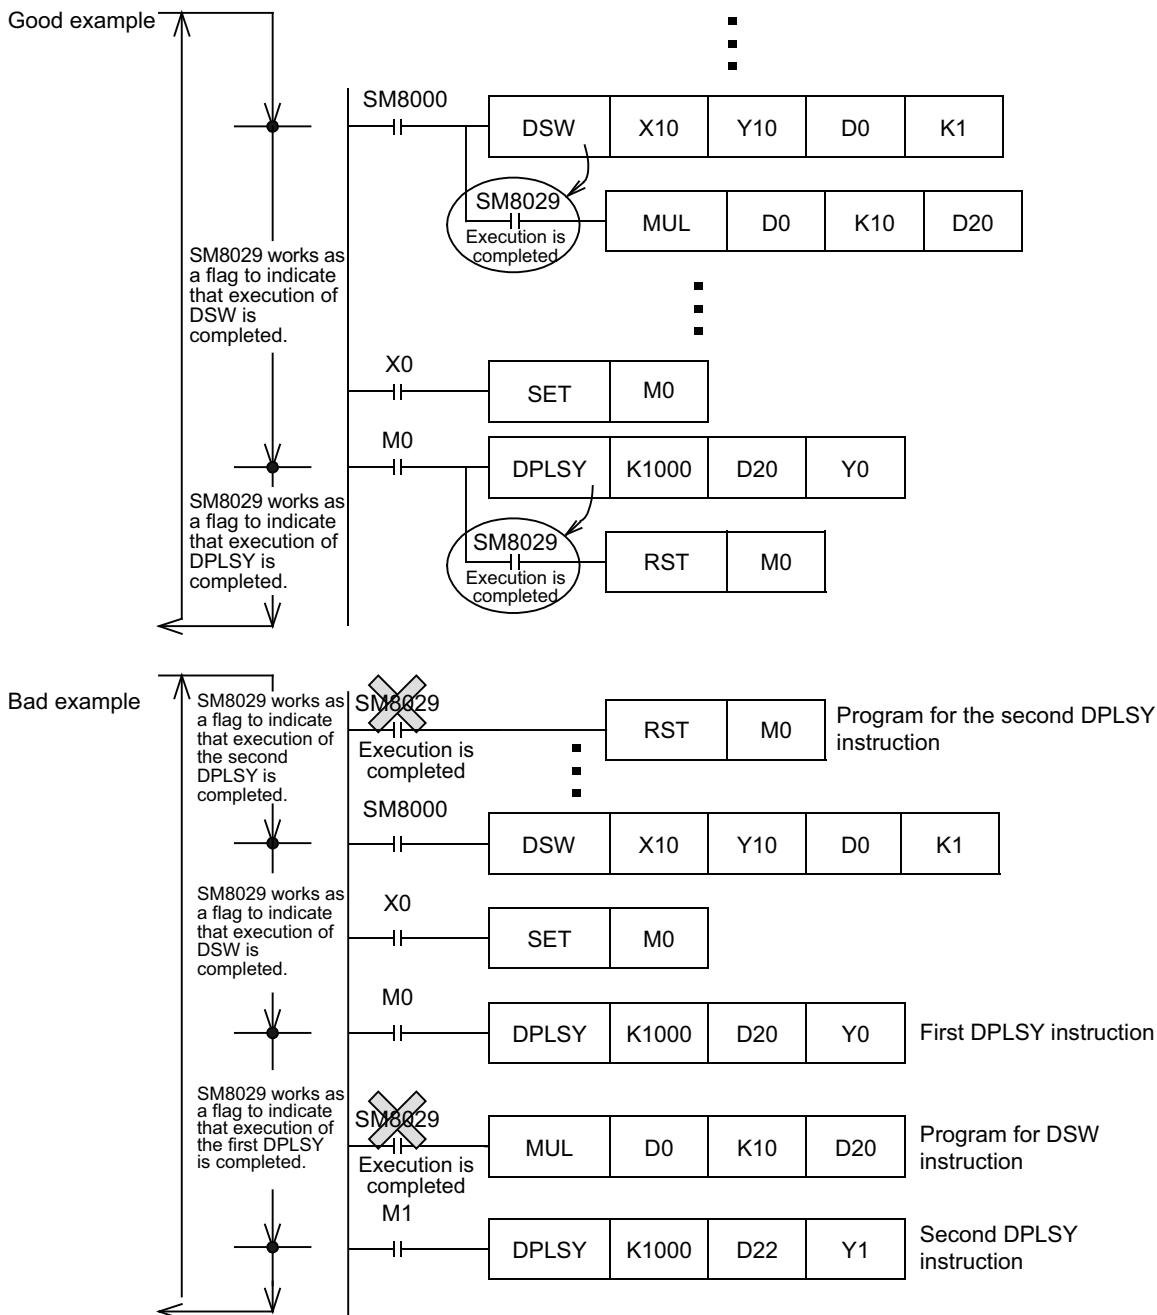 Good example
SM8000
DSW X10 Y10 D0 K1
SM8029
Execution is
completed
MUL D0 K10 D20
SM8029 works as
a flag to indicate
that execution of
DSW is
completed.
X0
SET M0
M0
DPLSY K1000 D20 Y0
SM8029 works as
a flag to indicate
that execution of
DPLSY is
completed.
SM8029
Execution is
completed
RST M0
Bad example
SM8029 works as
a flag to indicate
that execution of
the second
DPLSY is
completed.
SM8029
Execution is
completed
RST M0
Program for the second DPLSY
instruction
SM8000
DSW X10 Y10 D0 K1
SM8029 works as
a flag to indicate
that execution of
DSW is
completed.
X0
SET M0
M0
DPLSY K1000 D20 Y0
First DPLSY instruction
SM8029 works as
a flag to indicate
that execution of
the first DPLSY
is completed.
SM8029
Execution is
completed
MUL D0 K10 D20
Program for DSW
instruction
M1
DPLSY K1000 D22 Y1
Second DPLSY
instruction